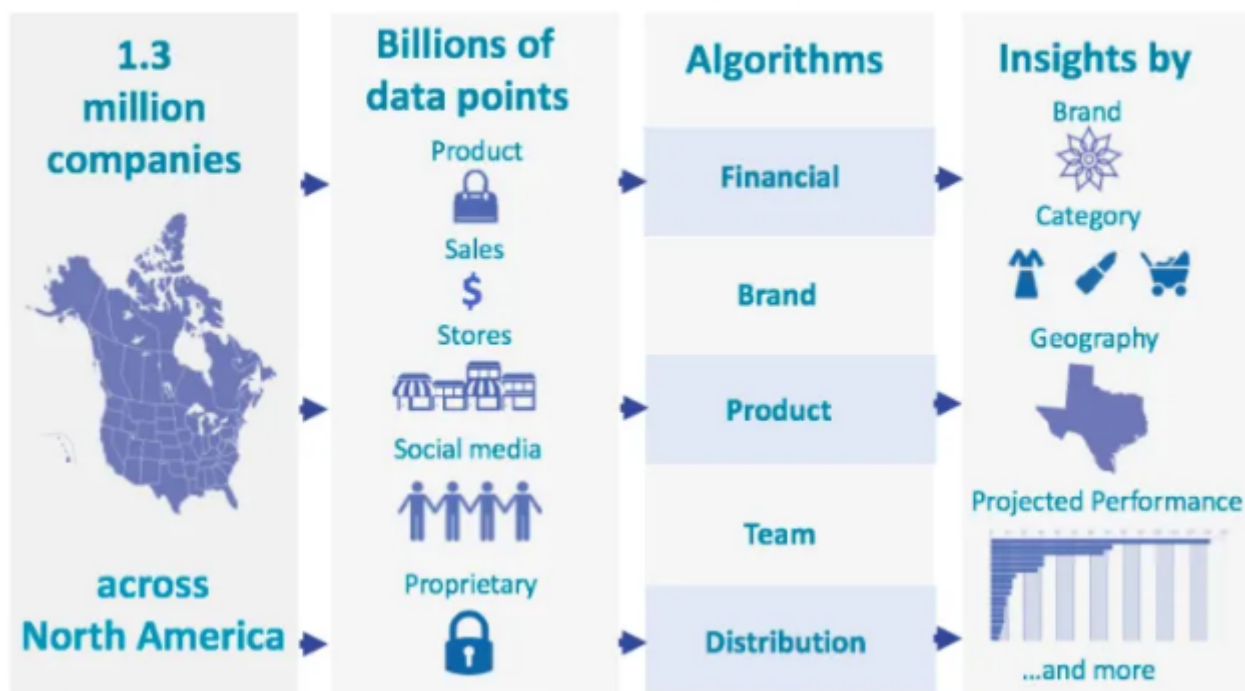 1.3
million
companies
across
North America
Billions of
data points
Product
Sales
$
Stores
Social media
Proprietary
Algorithms
Financial
Brand
Product
Team
Distribution
Insights by
Brand
Category
Geography
Projected Performance
...and more